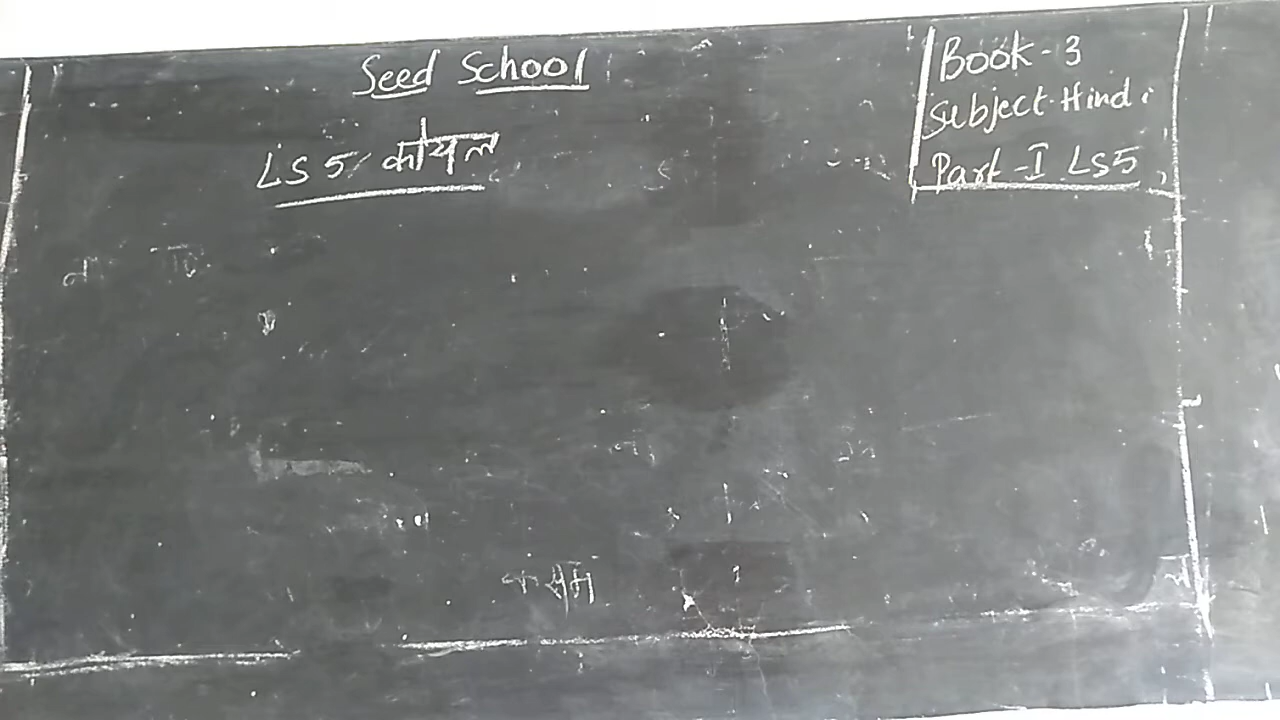 Seed School
LS 5 कोयल
Book - 3
Subject-Hindi
Part-I LS5